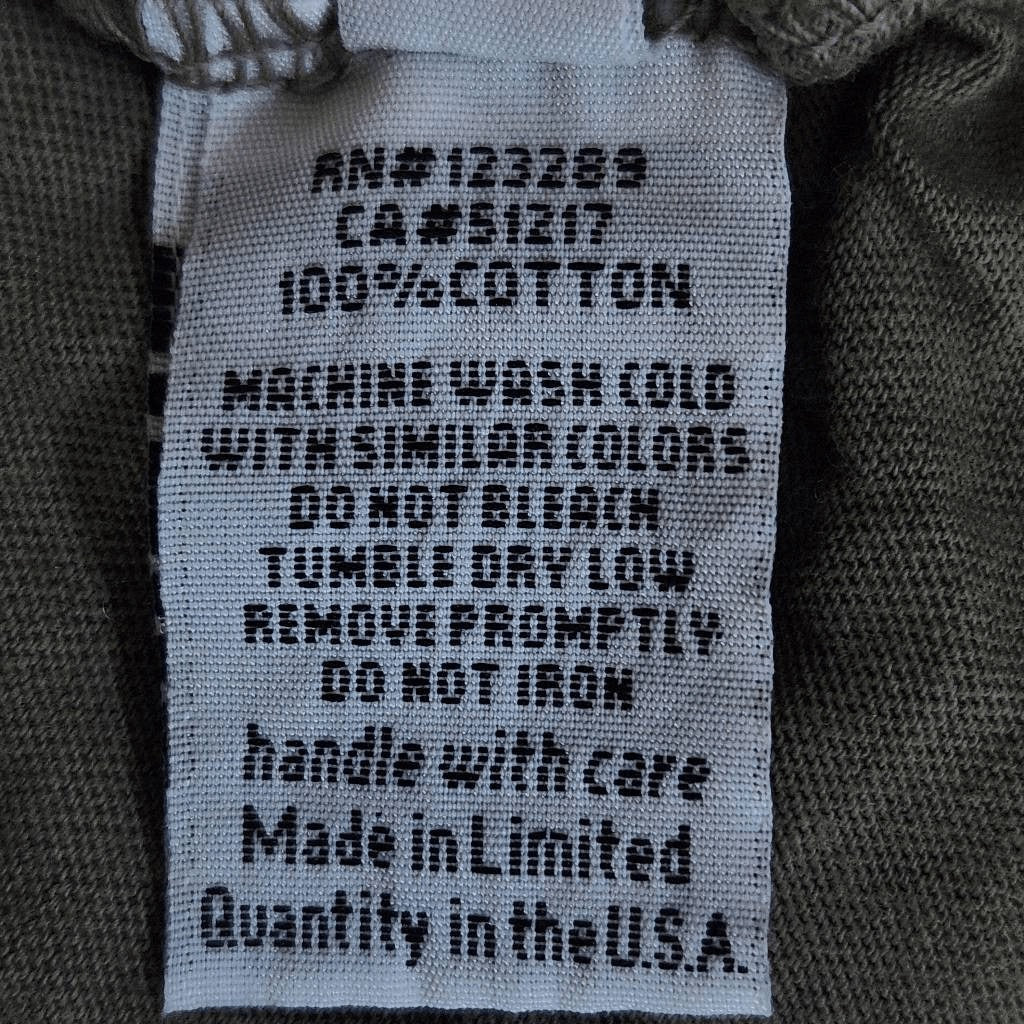 RN#123289
CA#51217
100%COTTON
MACHINE WASH COLD
WITH SIMILAR COLORS
DO NOT BLEACH
TUMBLE DRY LOW
REMOVE PROMPTLY
DO NOT IRON
handle with care
Made in Limited
Quantity in the U.S.A.